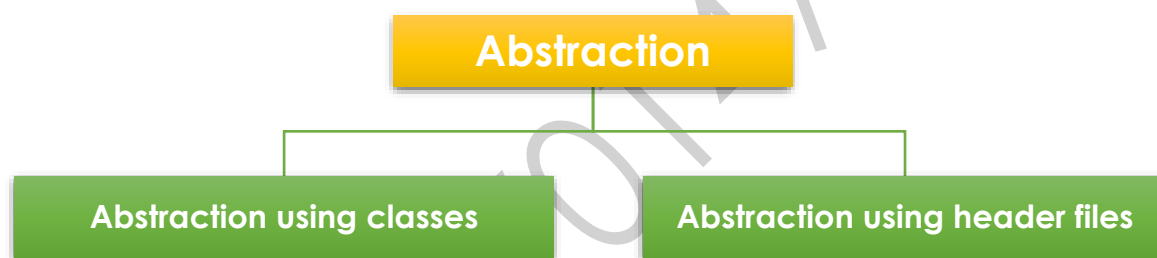 Abstraction
Abstraction using classes
Abstraction using header files